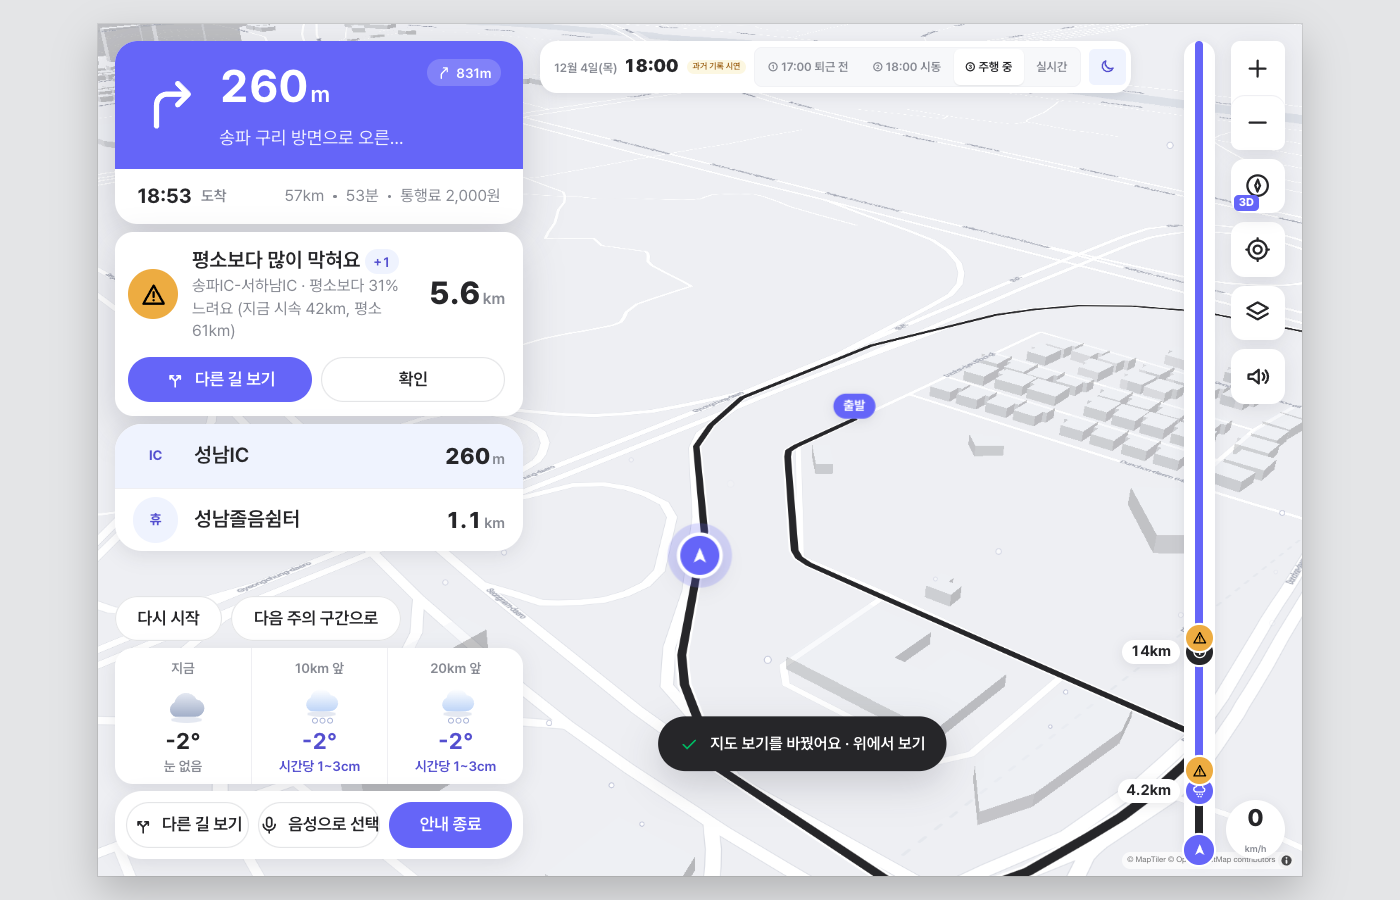 260m
831m
송파 구리 방면으로 오른...
18:53 도착
57km • 53분 • 통행료 2,000원
평소보다 많이 막혀요 +1
송파IC-서하남IC · 평소보다 31%
느려요 (지금 시속 42km, 평소
61km)
5.6km
다른 길 보기
확인
IC 성남IC 260m
휴 성남졸음쉼터 1.1km
다시 시작
다음 주의 구간으로
지금
-2°
눈 없음
10km 앞
-2°
시간당 1~3cm
20km 앞
-2°
시간당 1~3cm
다른 길 보기
음성으로 선택
안내 종료
12월 4일(목) 18:00 과거 기록 시연
① 17:00 퇴근 전
② 18:00 시동
③ 주행 중
실시간
출발
지도 보기를 바꿨어요 · 위에서 보기
3D
14km
4.2km
0
km/h
© MapTiler